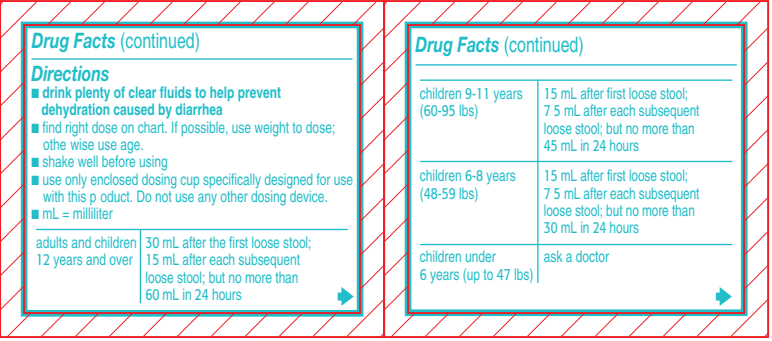 Drug Facts (continued)
Directions
■ drink plenty of clear fluids to help prevent
dehydration caused by diarrhea
■ find right dose on chart. If possible, use weight to dose;
othe wise use age.
■ shake well before using
■ use only enclosed dosing cup specifically designed for use
with this p oduct. Do not use any other dosing device.
■ mL = milliliter
adults and children
12 years and over
30 mL after the first loose stool;
15 mL after each subsequent
loose stool; but no more than
60 mL in 24 hours
Drug Facts (continued)
children 9-11 years
(60-95 lbs)
15 mL after first loose stool;
7 5 mL after each subsequent
loose stool; but no more than
45 mL in 24 hours
children 6-8 years
(48-59 lbs)
15 mL after first loose stool;
7 5 mL after each subsequent
loose stool; but no more than
30 mL in 24 hours
children under
6 years (up to 47 lbs)
ask a doctor